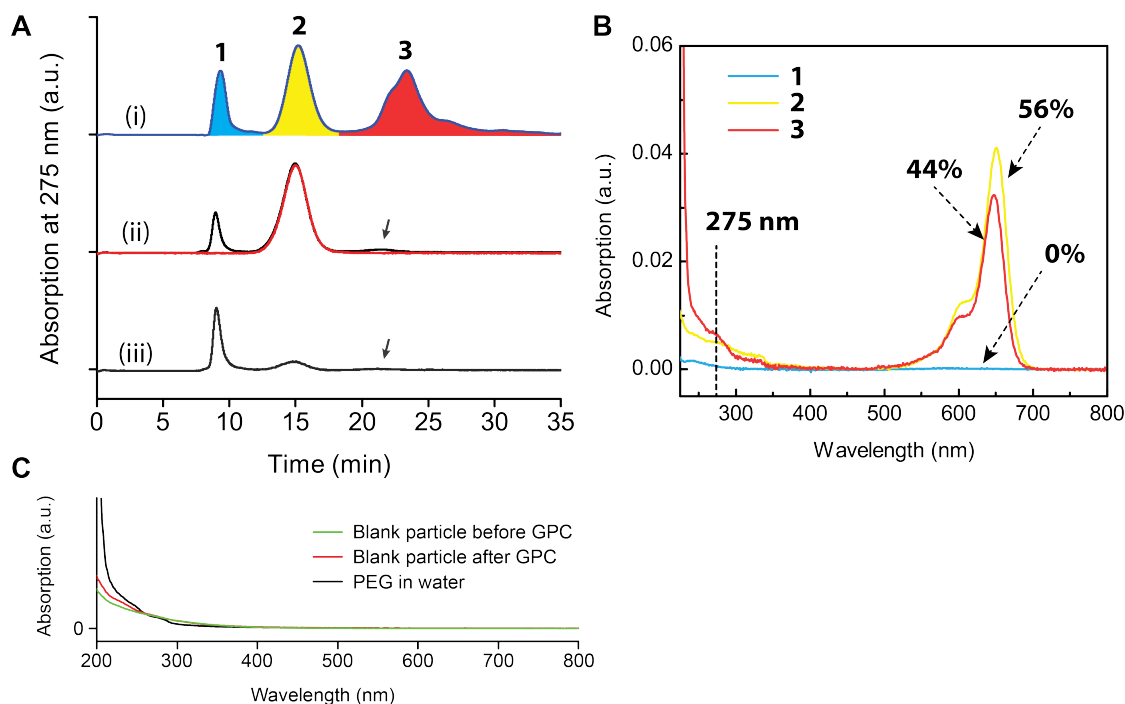 A
Absorption at 275 nm (a.u.)
1
2
3
(i)
(ii)
(iii)
0 5 10 15 20 25 30 35
Time (min)
B
Absorption (a.u.)
0.06
0.04
0.02
0.00
1
2
3
56%
44%
275 nm
0%
300 400 500 600 700 800
Wavelength (nm)
C
Absorption (a.u.)
0
Blank particle before GPC
Blank particle after GPC
PEG in water
200 300 400 500 600 700 800
Wavelength (nm)